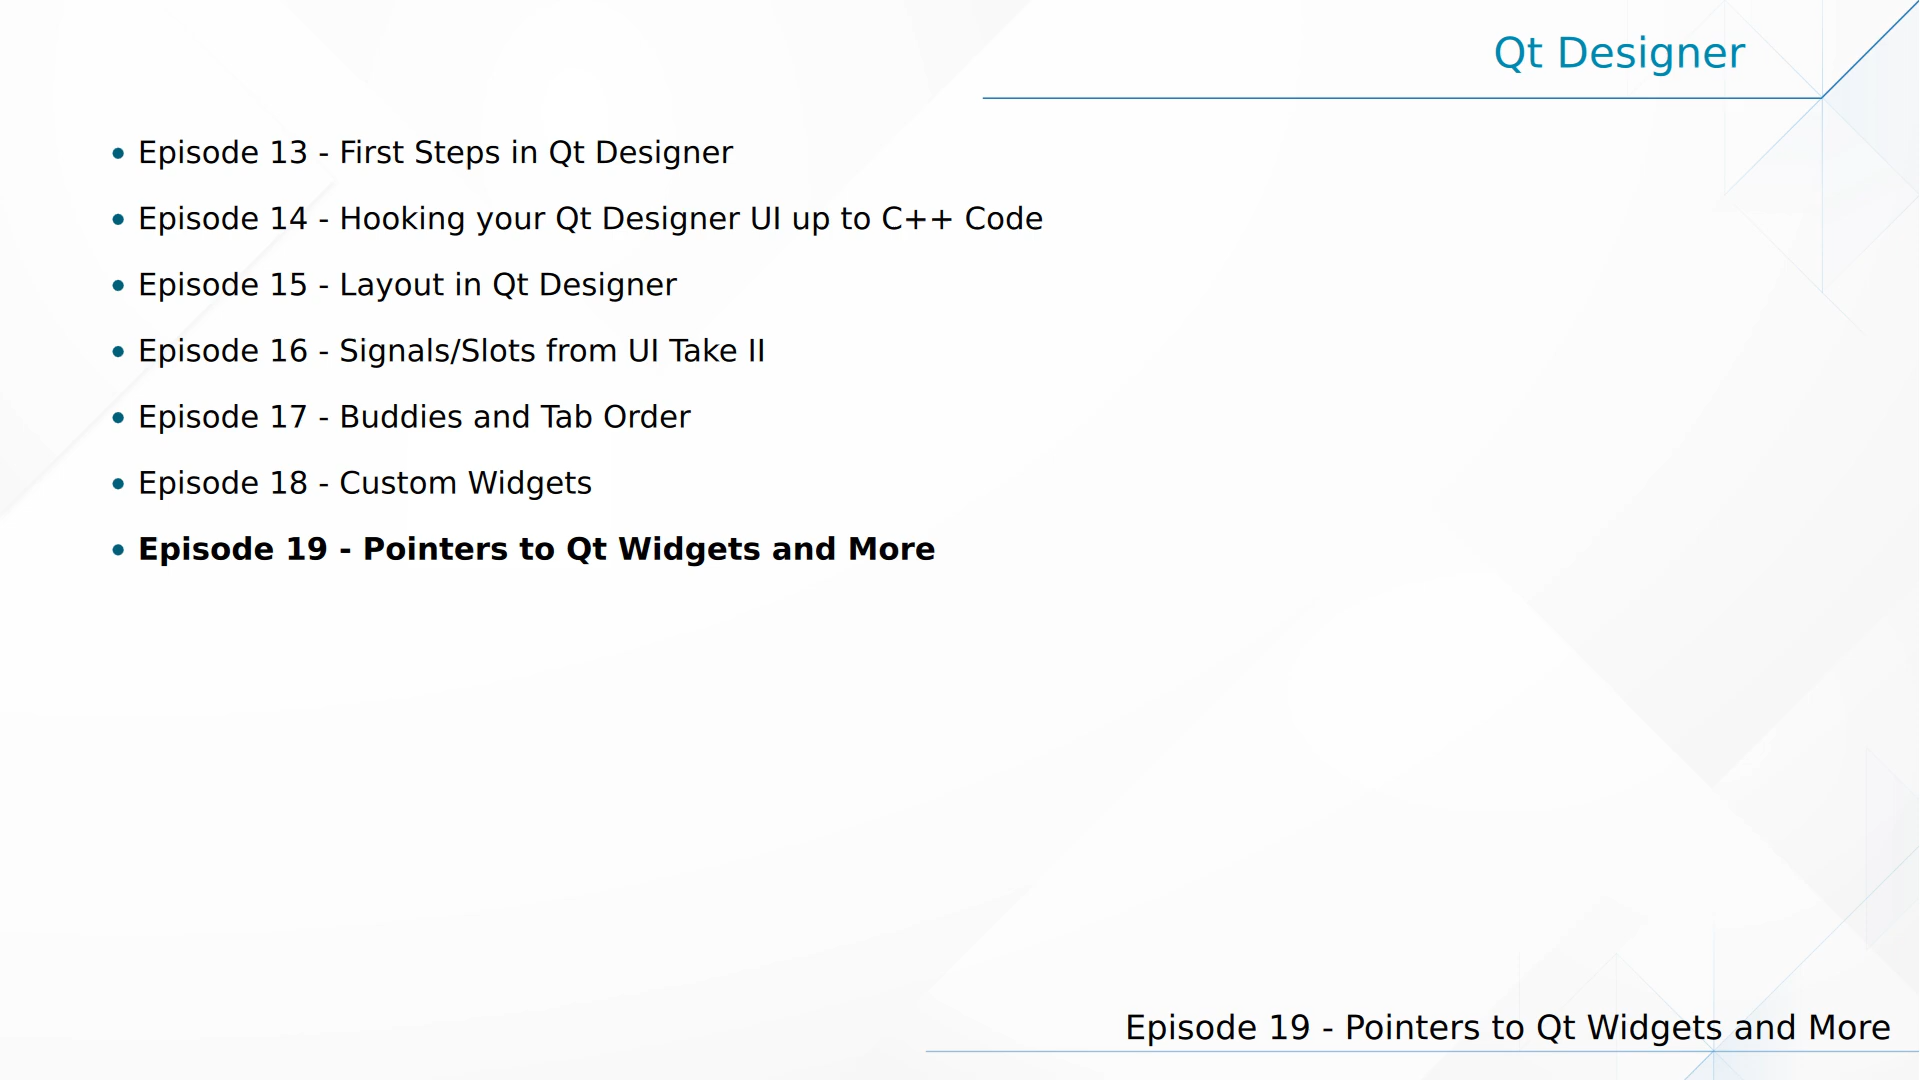 Qt Designer
• Episode 13 - First Steps in Qt Designer
• Episode 14 - Hooking your Qt Designer UI up to C++ Code
• Episode 15 - Layout in Qt Designer
• Episode 16 - Signals/Slots from UI Take II
• Episode 17 - Buddies and Tab Order
• Episode 18 - Custom Widgets
• Episode 19 - Pointers to Qt Widgets and More
Episode 19 - Pointers to Qt Widgets and More